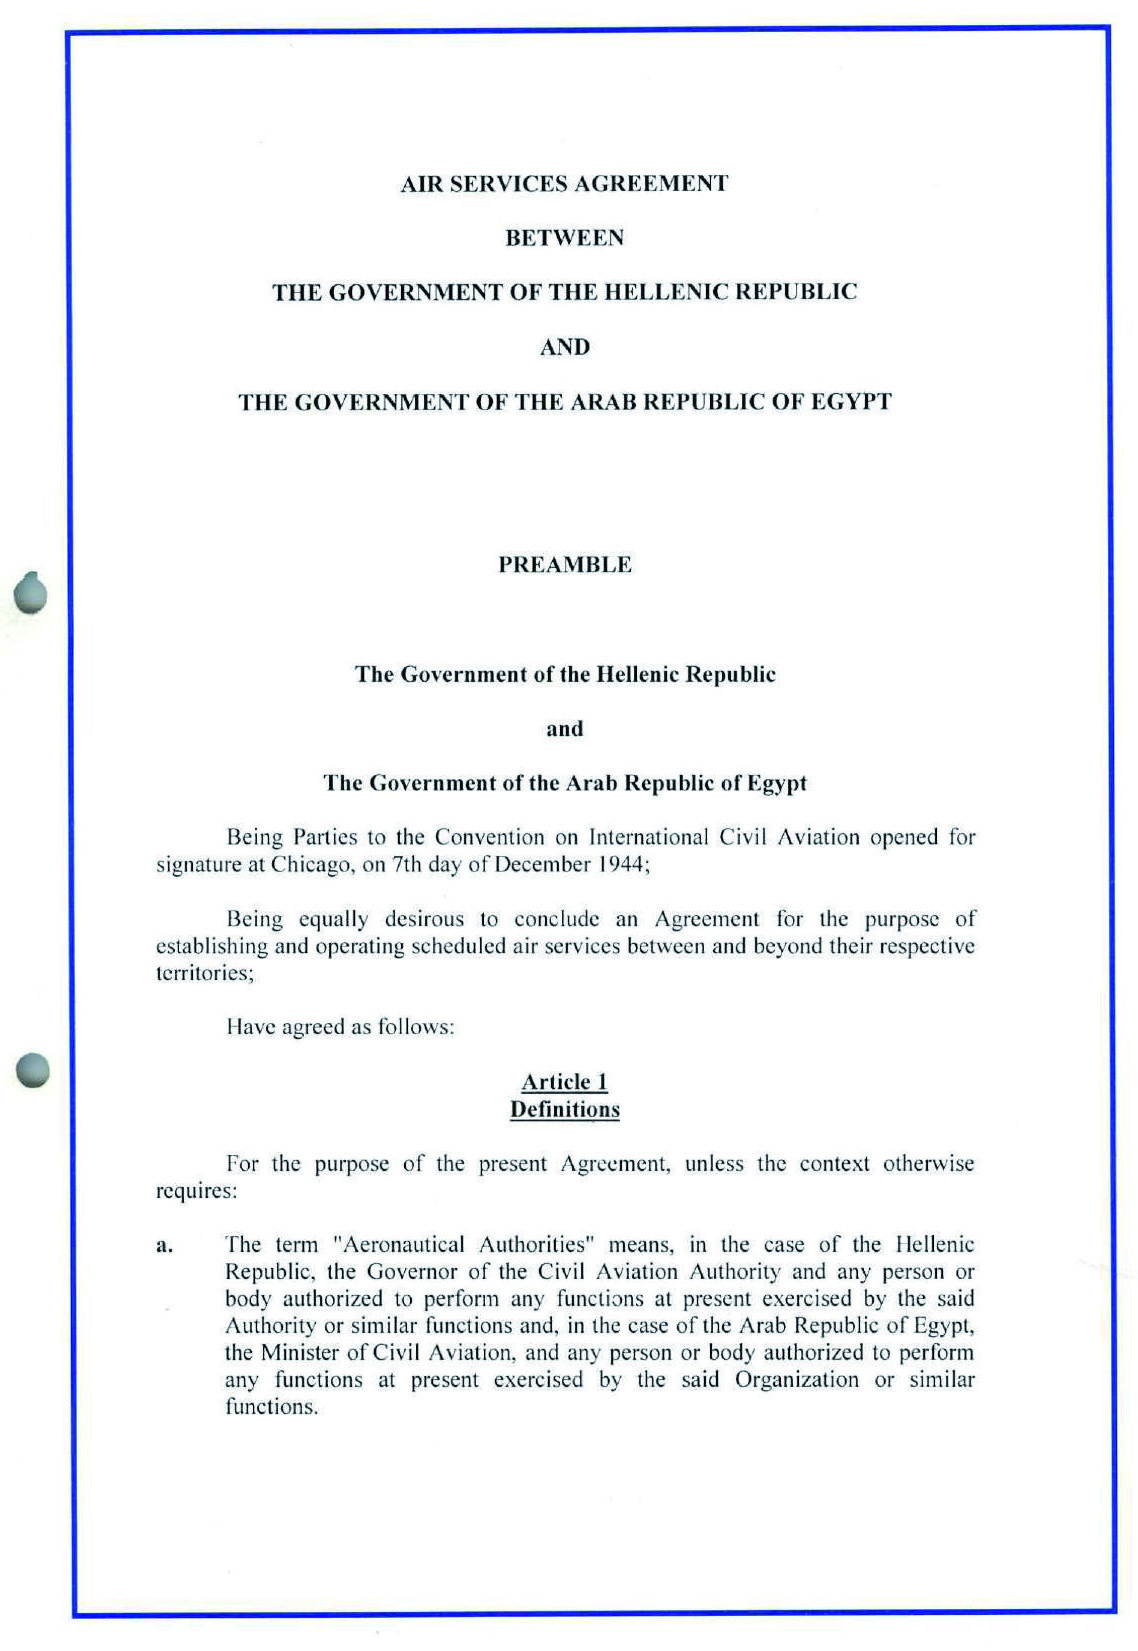 AIR SERVICES AGREEMENT
BETWEEN
THE GOVERNMENT OF THE HELLENIC REPUBLIC
AND
THE GOVERNMENT OF THE ARAB REPUBLIC OF EGYPT
PREAMBLE
The Government of the Hellenic Republic
and
The Government of the Arab Republic of Egypt
Being Parties to the Convention on International Civil Aviation opened for
signature at Chicago, on 7th day of December 1944;
Being equally desirous to conclude an Agreement for the purpose of
establishing and operating scheduled air services between and beyond their respective
territories;
Have agreed as follows:
Article 1
Definitions
For the purpose of the present Agreement, unless the context otherwise
requires:
a. The term "Aeronautical Authorities" means, in the case of the Hellenic
Republic, the Governor of the Civil Aviation Authority and any person or
body authorized to perform any functions at present exercised by the said
Authority or similar functions and, in the case of the Arab Republic of Egypt,
the Minister of Civil Aviation, and any person or body authorized to perform
any functions at present exercised by the said Organization or similar
functions.